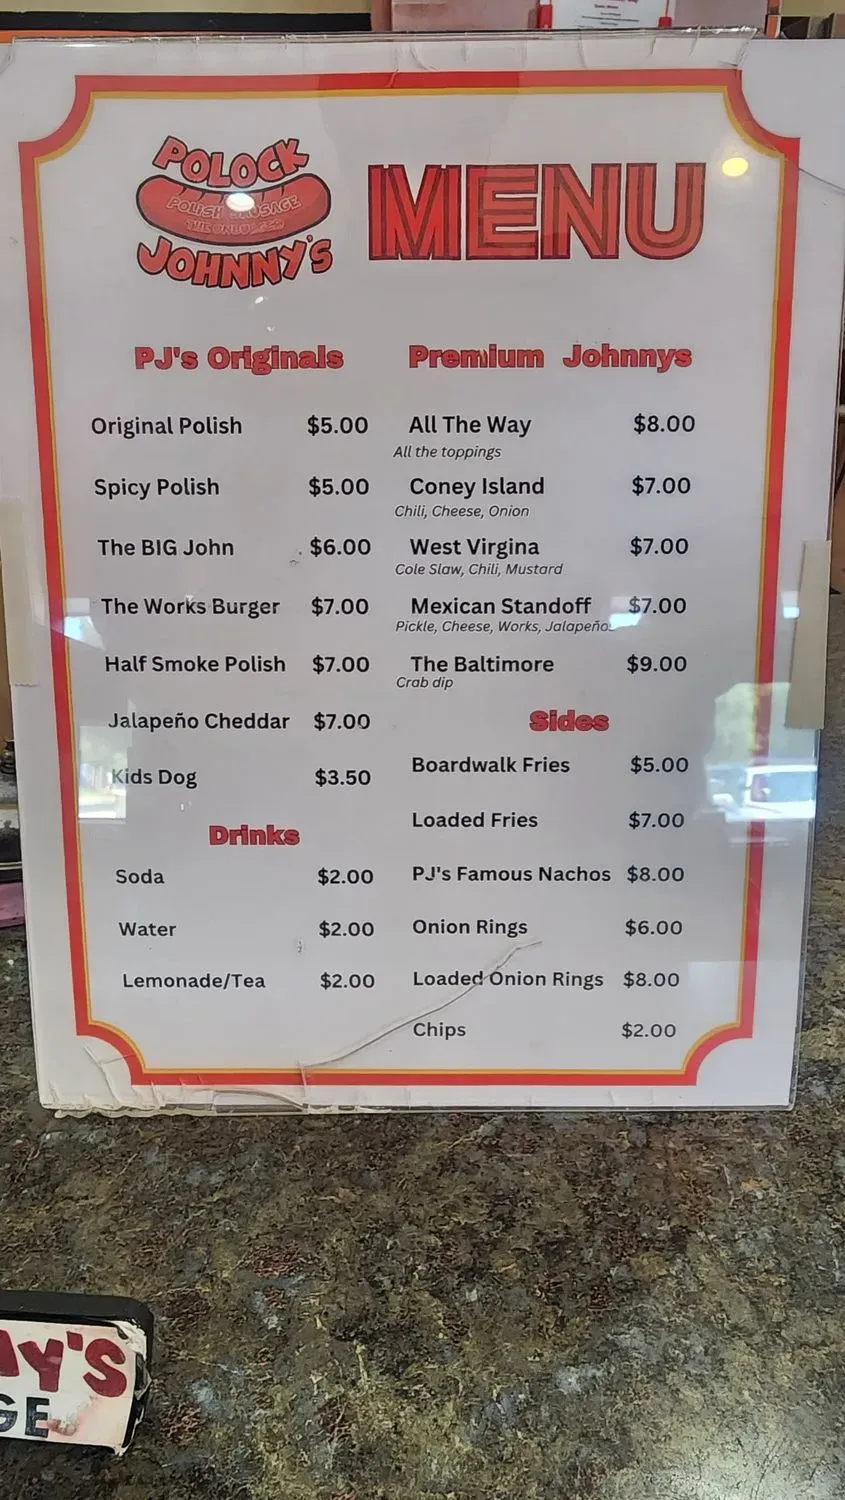 POLOCK
POLISH SAUSAGE
JOHNNY'S
MENU
PJ's Originals
Original Polish $5.00
Spicy Polish $5.00
The BIG John $6.00
The Works Burger $7.00
Half Smoke Polish $7.00
Jalapeño Cheddar $7.00
Kids Dog $3.50
Drinks
Soda $2.00
Water $2.00
Lemonade/Tea $2.00
Premium Johnnys
All The Way $8.00
All the toppings
Coney Island $7.00
Chili, Cheese, Onion
West Virgina $7.00
Cole Slaw, Chili, Mustard
Mexican Standoff $7.00
Pickle, Cheese, Works, Jalapeños
The Baltimore $9.00
Crab dip
Sides
Boardwalk Fries $5.00
Loaded Fries $7.00
PJ's Famous Nachos $8.00
Onion Rings $6.00
Loaded Onion Rings $8.00
Chips $2.00